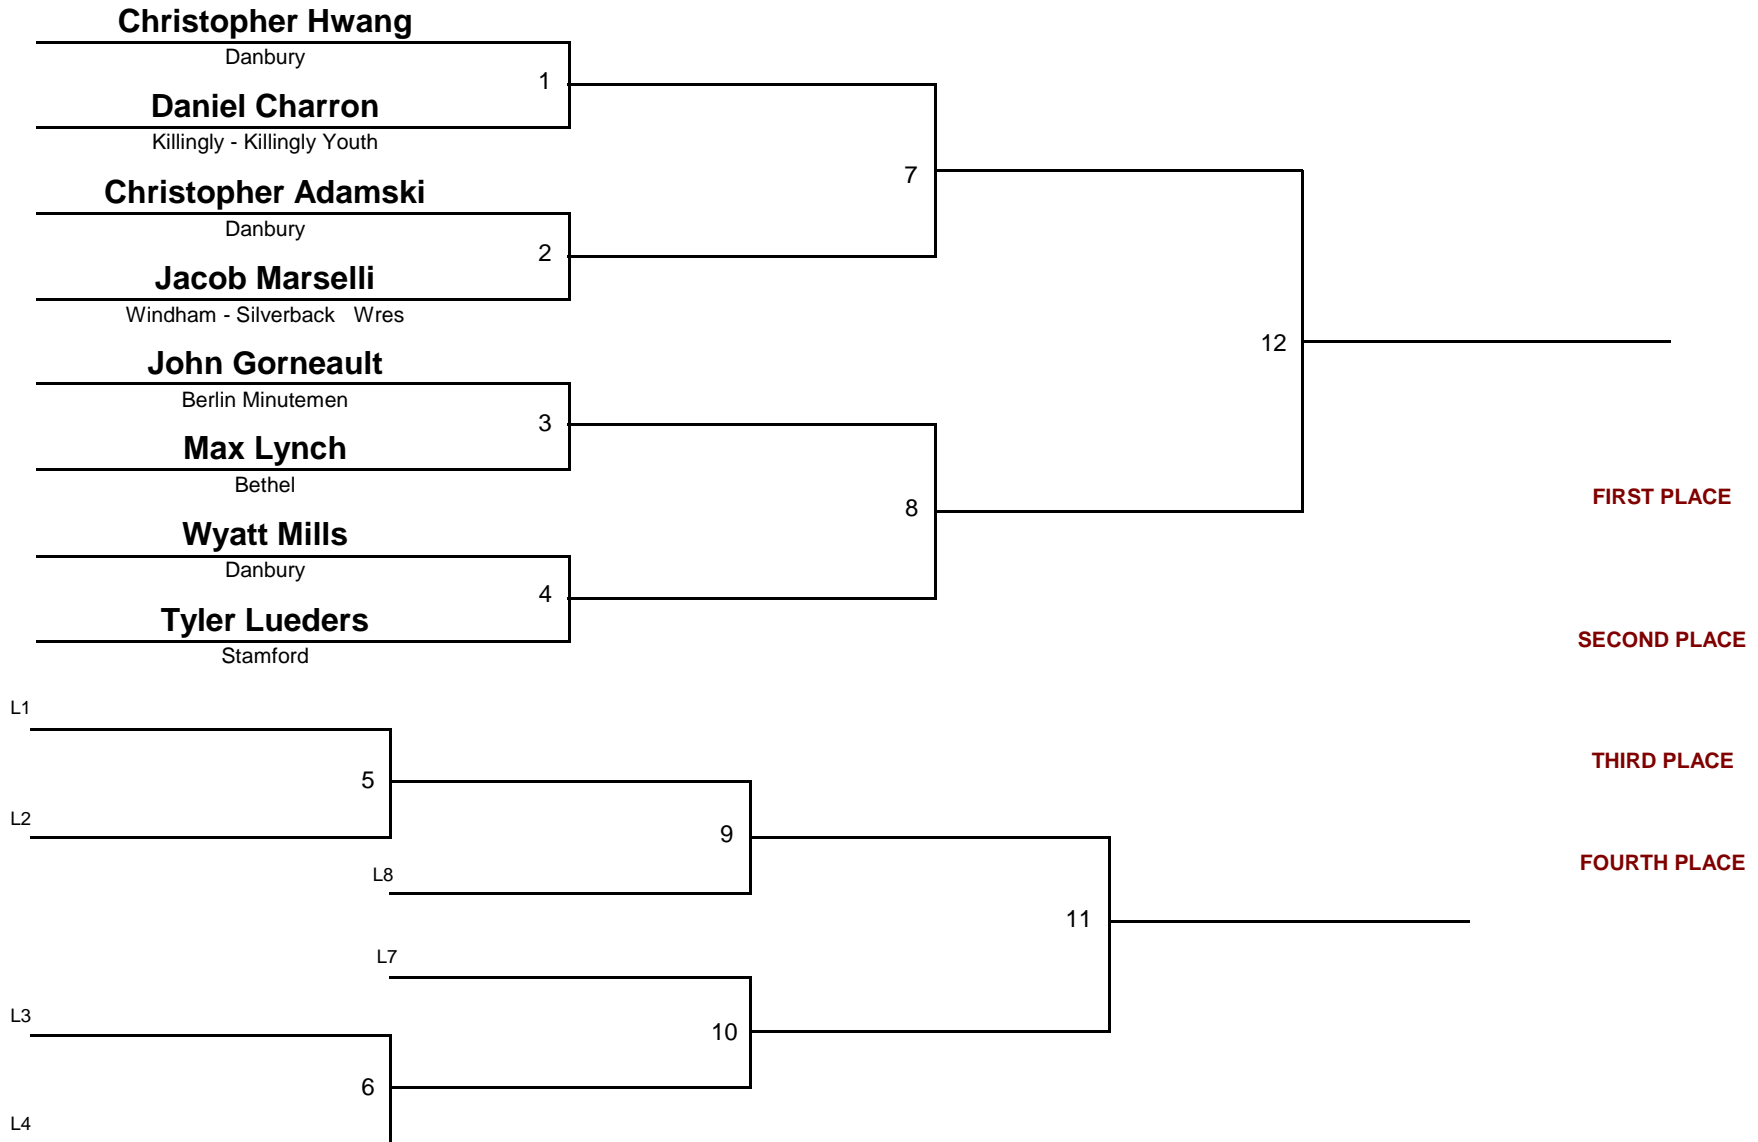 Christopher Hwang
Danbury
1
Daniel Charron
Killingly - Killingly Youth
7
Christopher Adamski
Danbury
2
Jacob Marselli
Windham - Silverback Wres
12
John Gorneault
Berlin Minutemen
3
Max Lynch
Bethel
8
FIRST PLACE
Wyatt Mills
Danbury
4
Tyler Lueders
Stamford
SECOND PLACE
L1
5
THIRD PLACE
L2
9
L8
FOURTH PLACE
11
L7
L3
10
6
L4